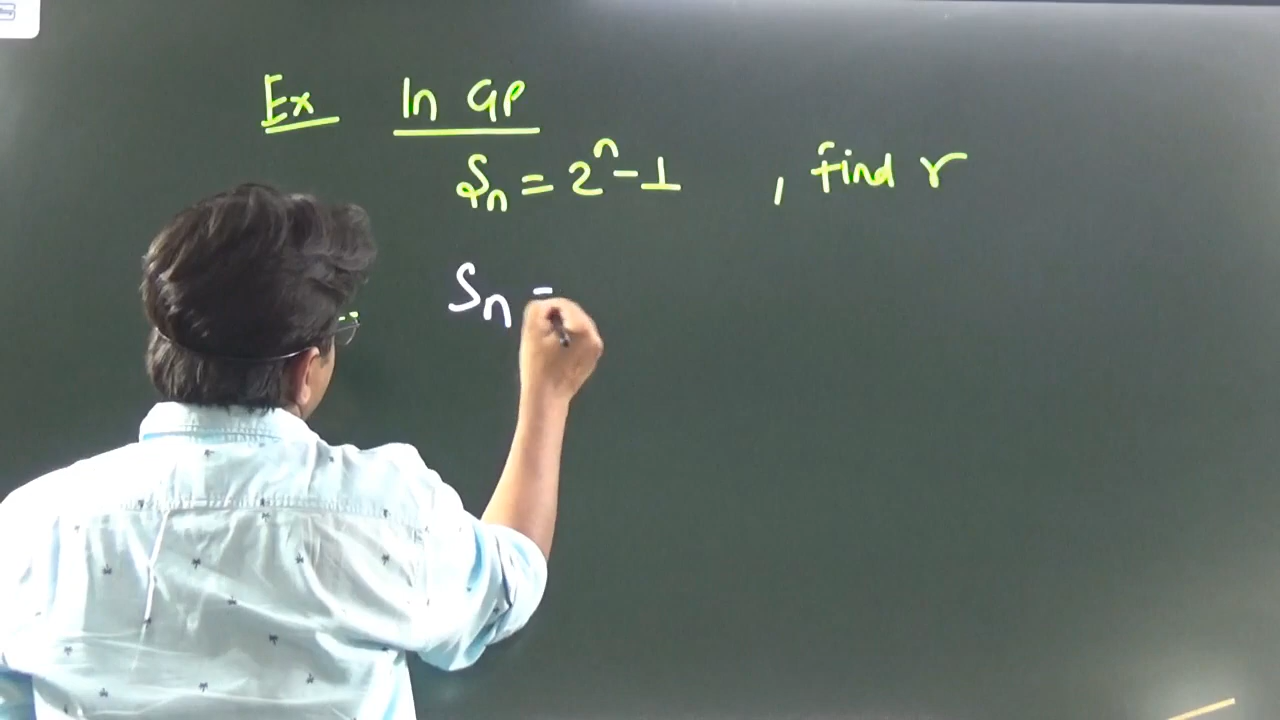 Ex In GP
Sn = 2^n - 1 , find r
Sn =